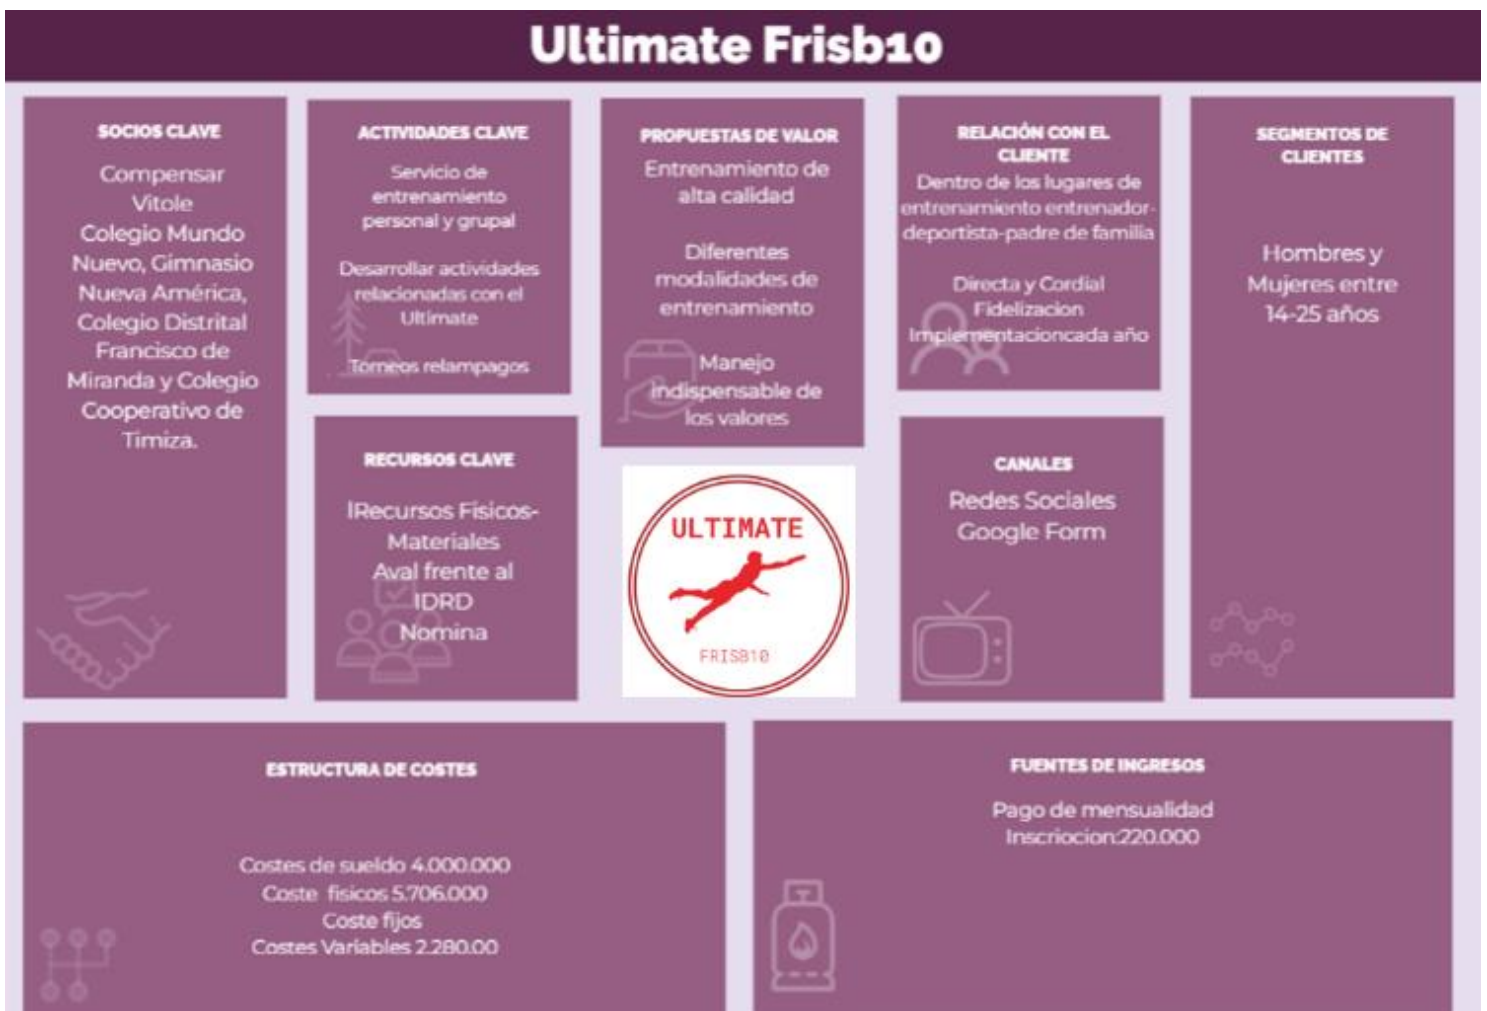 Ultimate Frisb10
SOCIOS CLAVE
Compensar
Vitole
Colegio Mundo
Nuevo, Gimnasio
Nueva América,
Colegio Distrital
Francisco de
Miranda y Colegio
Cooperativo de
Timiza.
ACTIVIDADES CLAVE
Servicio de
entrenamiento
personal y grupal
Desarrollar actividades
relacionadas con el
Ultimate
Torneos relampagos
RECURSOS CLAVE
lRecursos Fisicos-
Materiales
Aval frente al
IDRD
Nomina
PROPUESTAS DE VALOR
Entrenamiento de
alta calidad
Diferentes
modalidades de
entrenamiento
Manejo
indispensable de
los valores
ULTIMATE
FRISB10
RELACIÓN CON EL
CLIENTE
Dentro de los lugares de
entrenamiento entrenador-
deportista-padre de familia
Directa y Cordial
Fidelizacion
Implementacioncada año
CANALES
Redes Sociales
Google Form
SEGMENTOS DE
CLIENTES
Hombres y
Mujeres entre
14-25 años
ESTRUCTURA DE COSTES
Costes de sueldo 4.000.000
Coste fisicos 5.706.000
Coste fijos
Costes Variables 2.280.00
FUENTES DE INGRESOS
Pago de mensualidad
Inscriocion:220.000